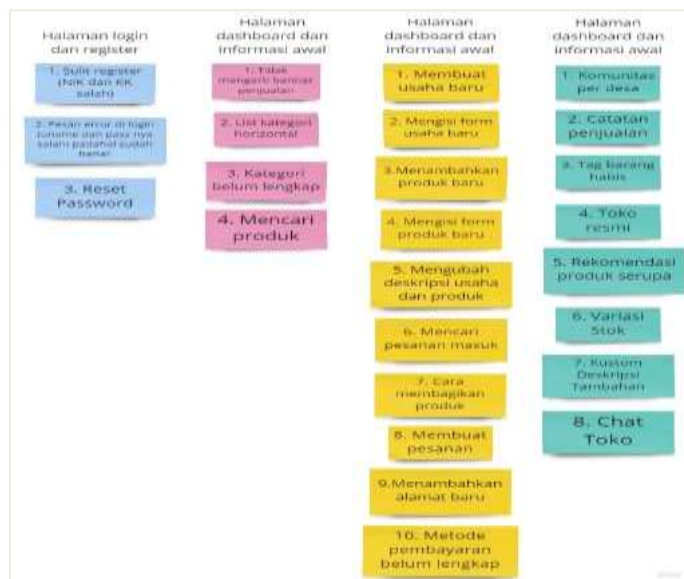 Halaman login
dan register
1. Sulit register
(NIK dan KK
salah)
2. Pesan error di login
dan pass nya
salah padahal sudah
benar
3. Reset
Password
Halaman
dashboard dan
informasi awal
1. Tidak
mengerti banner
penjualan
2. List kategori
horizontal
3. Kategori
belum lengkap
4. Mencari
produk
Halaman
dashboard dan
informasi awal
1. Membuat
usaha baru
2. Mengisi form
usaha baru
3.Menambahkan
produk baru
4. Mengisi form
produk baru
5. Mengubah
deskripsi usaha
dan produk
6. Mencari
pesanan masuk
7. Cara
membagikan
produk
8. Membuat
pesanan
9.Menambahkan
alamat baru
10. Metode
pembayaran
belum lengkap
Halaman
dashboard dan
informasi awal
1. Komunitas
per desa
2. Catatan
penjualan
3. Tag barang
habis
4. Toko
resmi
5. Rekomendasi
produk serupa
6. Variasi
Stok
7. Kustom
Deskripsi
Tambahan
8. Chat
Toko